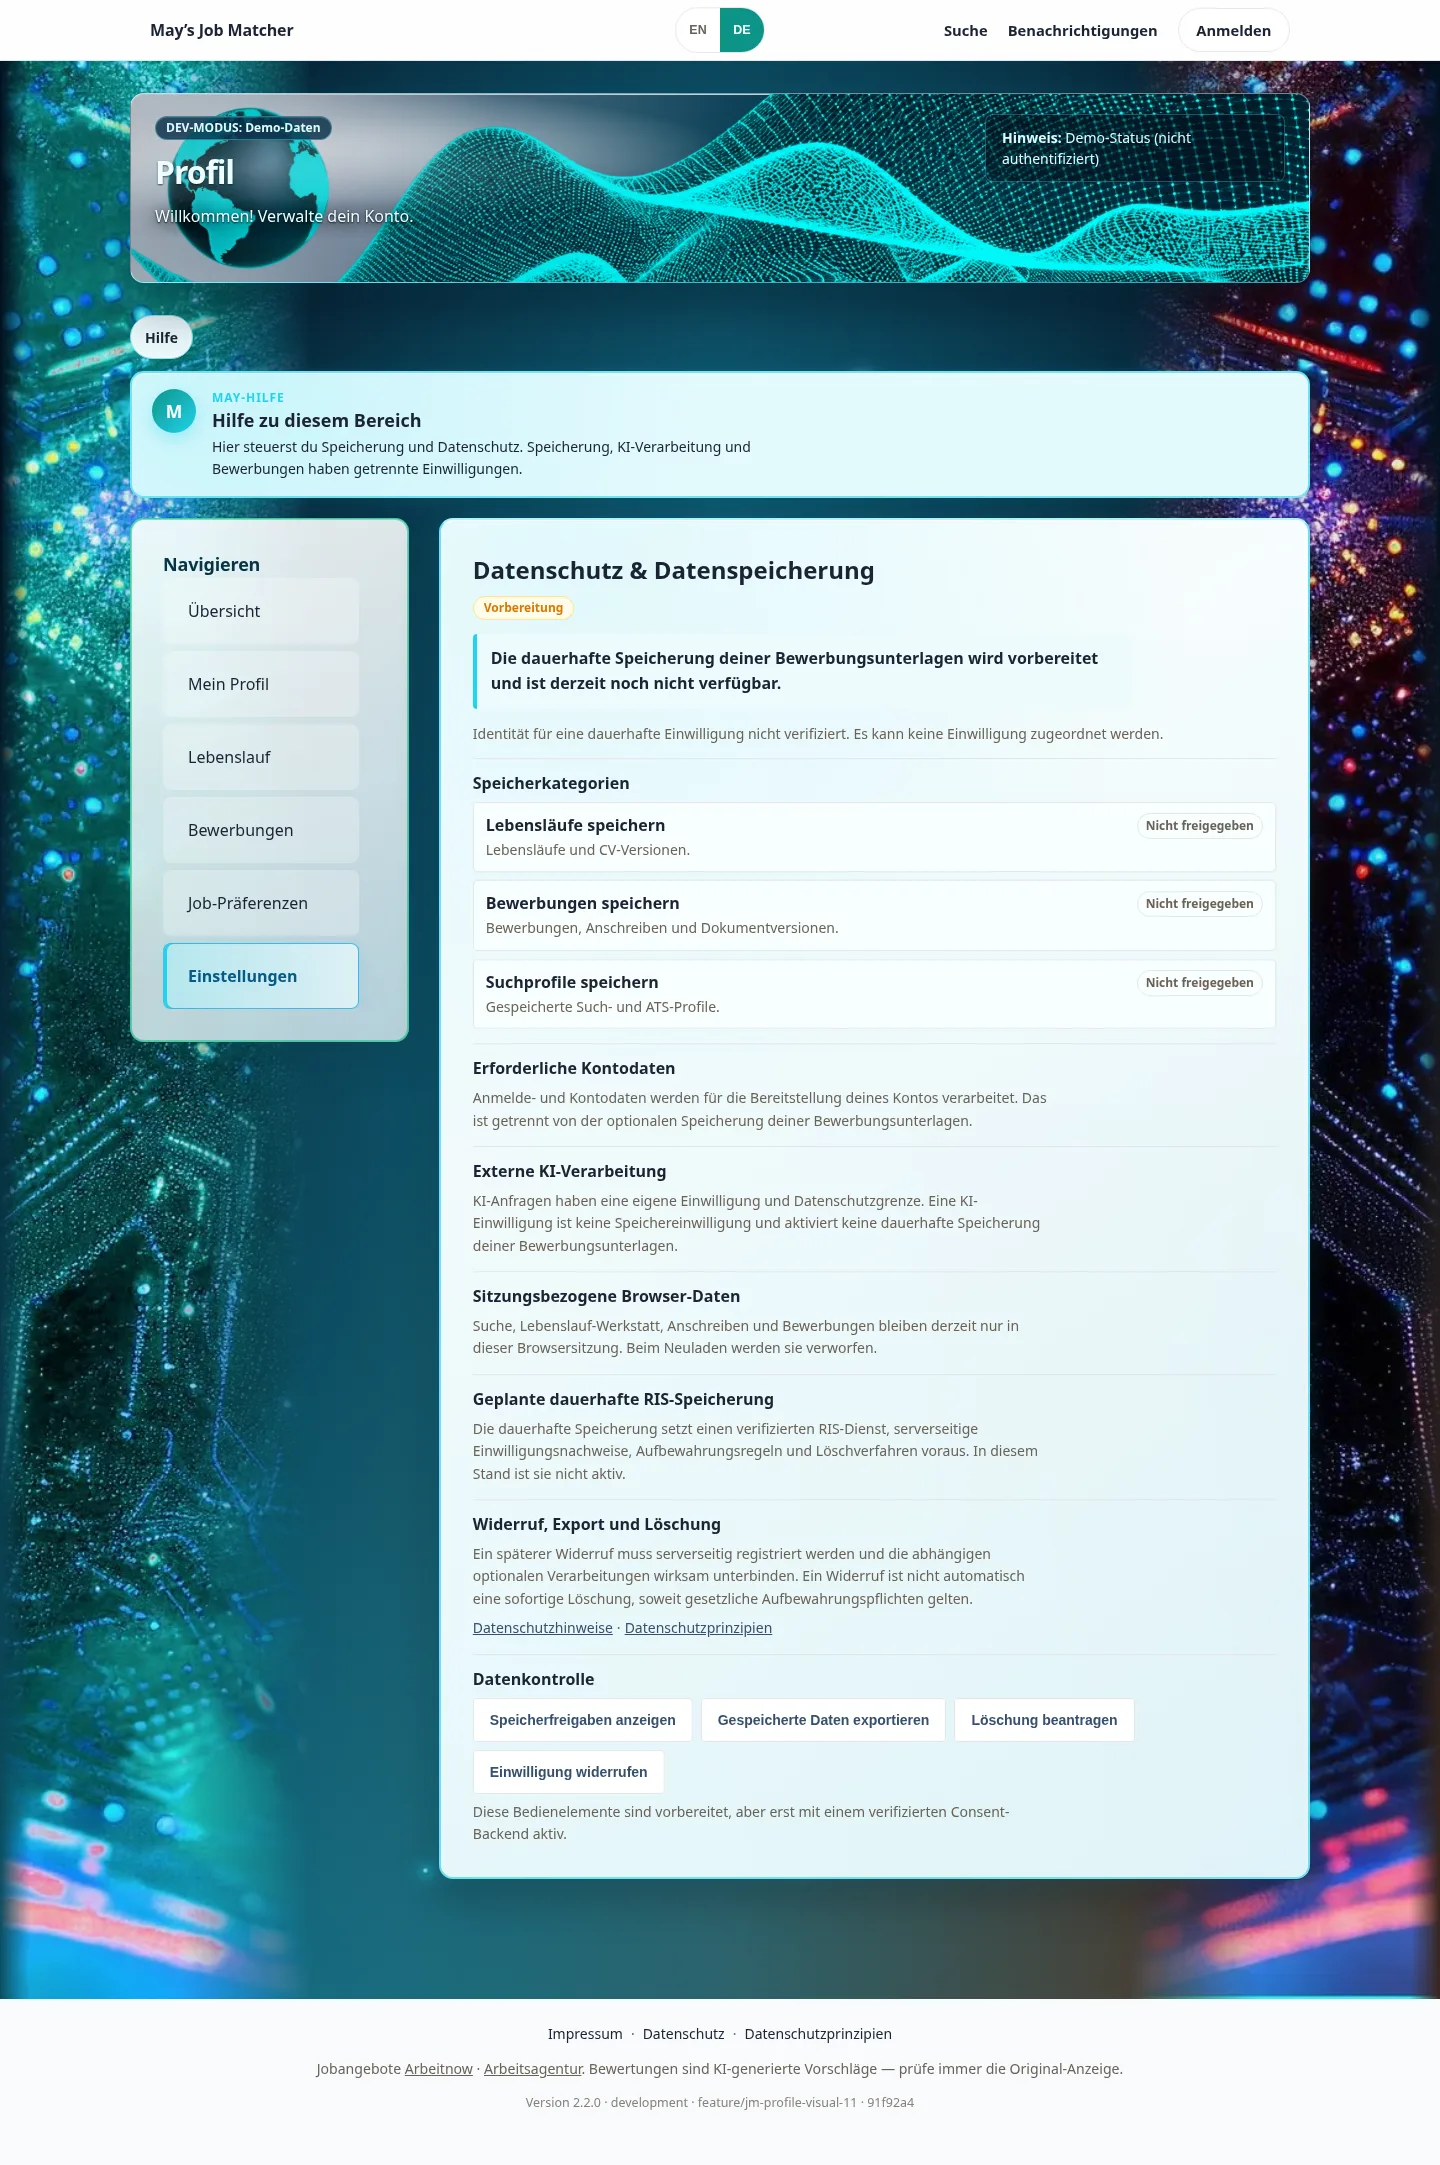 May’s Job Matcher
EN DE
Suche Benachrichtigungen Anmelden
DEV-MODUS: Demo-Daten
Profil
Willkommen! Verwalte dein Konto.
Hinweis: Demo-Status (nicht
authentifiziert)
Hilfe
M
MAY-HILFE
Hilfe zu diesem Bereich
Hier steuerst du Speicherung und Datenschutz. Speicherung, KI-Verarbeitung und
Bewerbungen haben getrennte Einwilligungen.
Navigieren
Übersicht
Mein Profil
Lebenslauf
Bewerbungen
Job-Präferenzen
Einstellungen
Datenschutz & Datenspeicherung
Vorbereitung
Die dauerhafte Speicherung deiner Bewerbungsunterlagen wird vorbereitet
und ist derzeit noch nicht verfügbar.
Identität für eine dauerhafte Einwilligung nicht verifiziert. Es kann keine Einwilligung zugeordnet werden.
Speicherkategorien
Lebensläufe speichern Nicht freigegeben
Lebensläufe und CV-Versionen.
Bewerbungen speichern Nicht freigegeben
Bewerbungen, Anschreiben und Dokumentversionen.
Suchprofile speichern Nicht freigegeben
Gespeicherte Such- und ATS-Profile.
Erforderliche Kontodaten
Anmelde- und Kontodaten werden für die Bereitstellung deines Kontos verarbeitet. Das
ist getrennt von der optionalen Speicherung deiner Bewerbungsunterlagen.
Externe KI-Verarbeitung
KI-Anfragen haben eine eigene Einwilligung und Datenschutzgrenze. Eine KI-
Einwilligung ist keine Speichereinwilligung und aktiviert keine dauerhafte Speicherung
deiner Bewerbungsunterlagen.
Sitzungsbezogene Browser-Daten
Suche, Lebenslauf-Werkstatt, Anschreiben und Bewerbungen bleiben derzeit nur in
dieser Browsersitzung. Beim Neuladen werden sie verworfen.
Geplante dauerhafte RIS-Speicherung
Die dauerhafte Speicherung setzt einen verifizierten RIS-Dienst, serverseitige
Einwilligungsnachweise, Aufbewahrungsregeln und Löschverfahren voraus. In diesem
Stand ist sie nicht aktiv.
Widerruf, Export und Löschung
Ein späterer Widerruf muss serverseitig registriert werden und die abhängigen
optionalen Verarbeitungen wirksam unterbinden. Ein Widerruf ist nicht automatisch
eine sofortige Löschung, soweit gesetzliche Aufbewahrungspflichten gelten.
Datenschutzhinweise · Datenschutzprinzipien
Datenkontrolle
Speicherfreigaben anzeigen Gespeicherte Daten exportieren Löschung beantragen
Einwilligung widerrufen
Diese Bedienelemente sind vorbereitet, aber erst mit einem verifizierten Consent-
Backend aktiv.
Impressum · Datenschutz · Datenschutzprinzipien
Jobangebote Arbeitnow · Arbeitsagentur. Bewertungen sind KI-generierte Vorschläge — prüfe immer die Original-Anzeige.
Version 2.2.0 · development · feature/jm-profile-visual-11 · 91f92a4